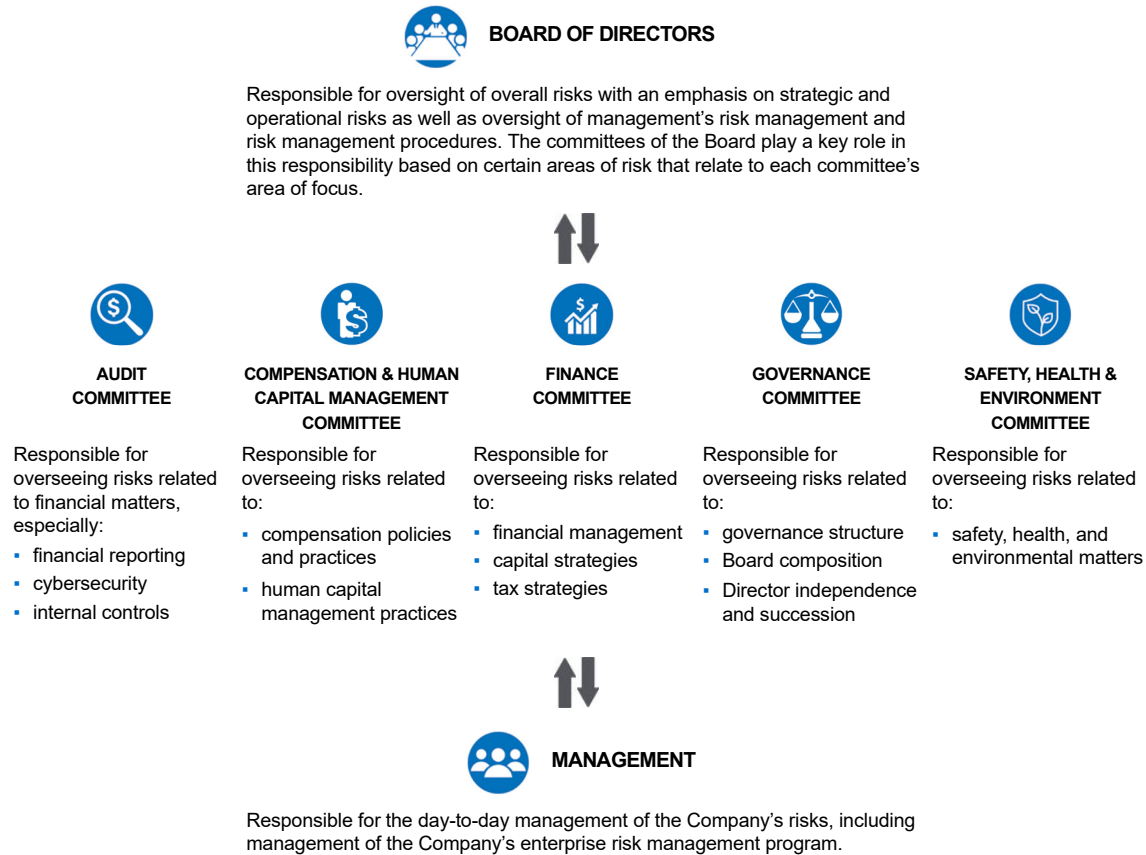 BOARD OF DIRECTORS
Responsible for oversight of overall risks with an emphasis on strategic and
operational risks as well as oversight of management’s risk management and
risk management procedures. The committees of the Board play a key role in
this responsibility based on certain areas of risk that relate to each committee’s
area of focus.
AUDIT
COMMITTEE
Responsible for
overseeing risks related
to financial matters,
especially:
▪ financial reporting
▪ cybersecurity
▪ internal controls
COMPENSATION & HUMAN
CAPITAL MANAGEMENT
COMMITTEE
Responsible for
overseeing risks related
to:
▪ compensation policies
and practices
▪ human capital
management practices
$
FINANCE
COMMITTEE
Responsible for
overseeing risks related
to:
▪ financial management
▪ capital strategies
▪ tax strategies
GOVERNANCE
COMMITTEE
Responsible for
overseeing risks related
to:
▪ governance structure
▪ Board composition
▪ Director independence
and succession
SAFETY, HEALTH &
ENVIRONMENT
COMMITTEE
Responsible for
overseeing risks related
to:
▪ safety, health, and
environmental matters
MANAGEMENT
Responsible for the day-to-day management of the Company’s risks, including
management of the Company’s enterprise risk management program.